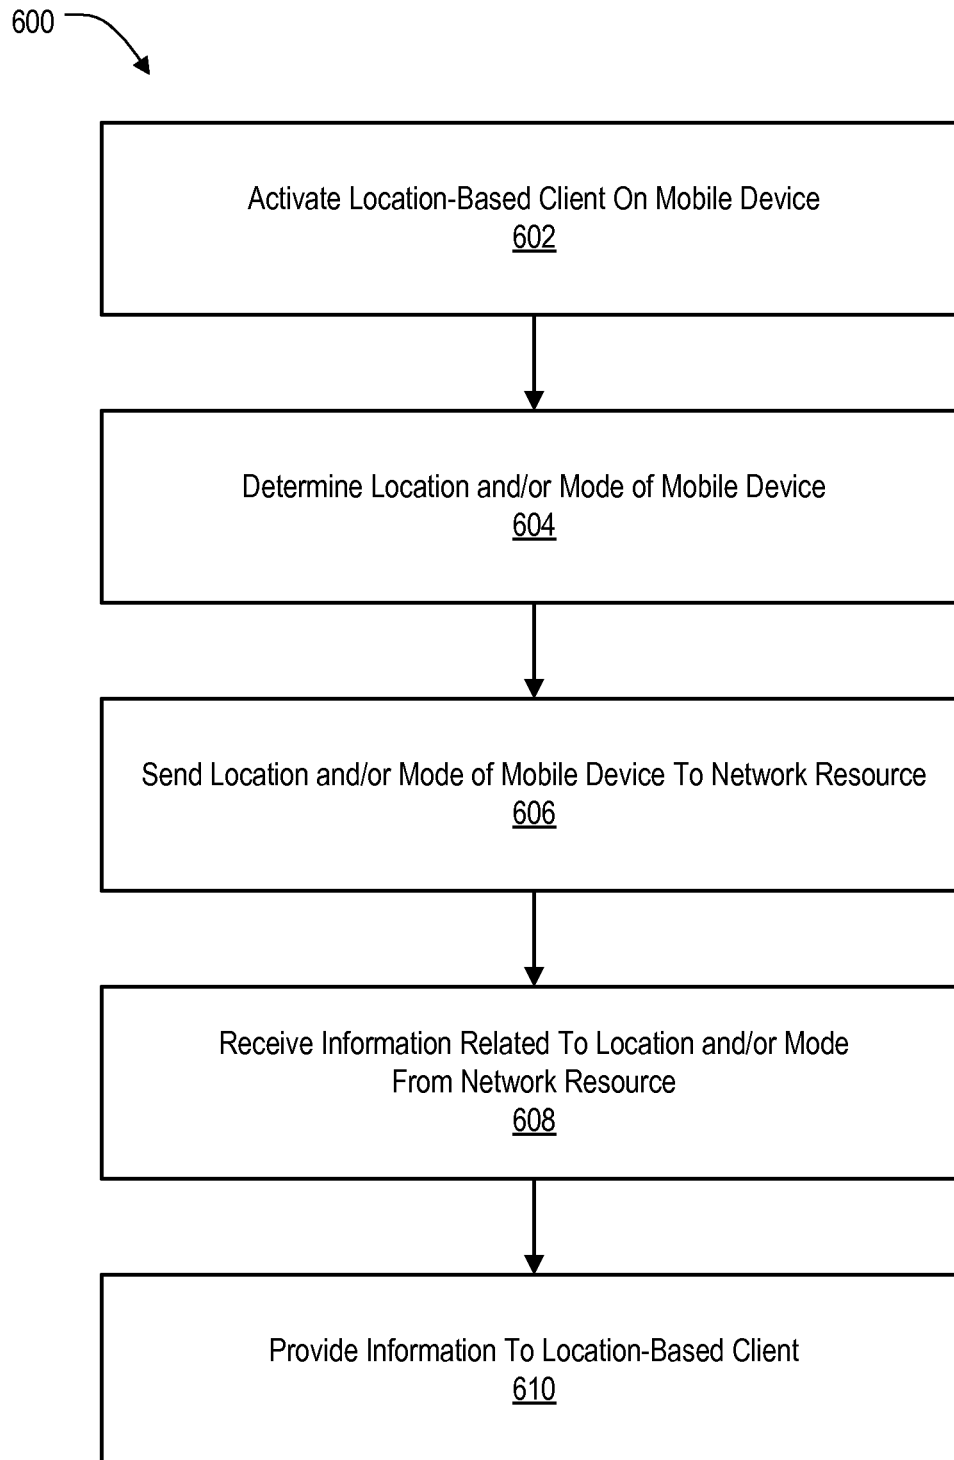 600
Activate Location-Based Client On Mobile Device
602
Determine Location and/or Mode of Mobile Device
604
Send Location and/or Mode of Mobile Device To Network Resource
606
Receive Information Related To Location and/or Mode
From Network Resource
608
Provide Information To Location-Based Client
610